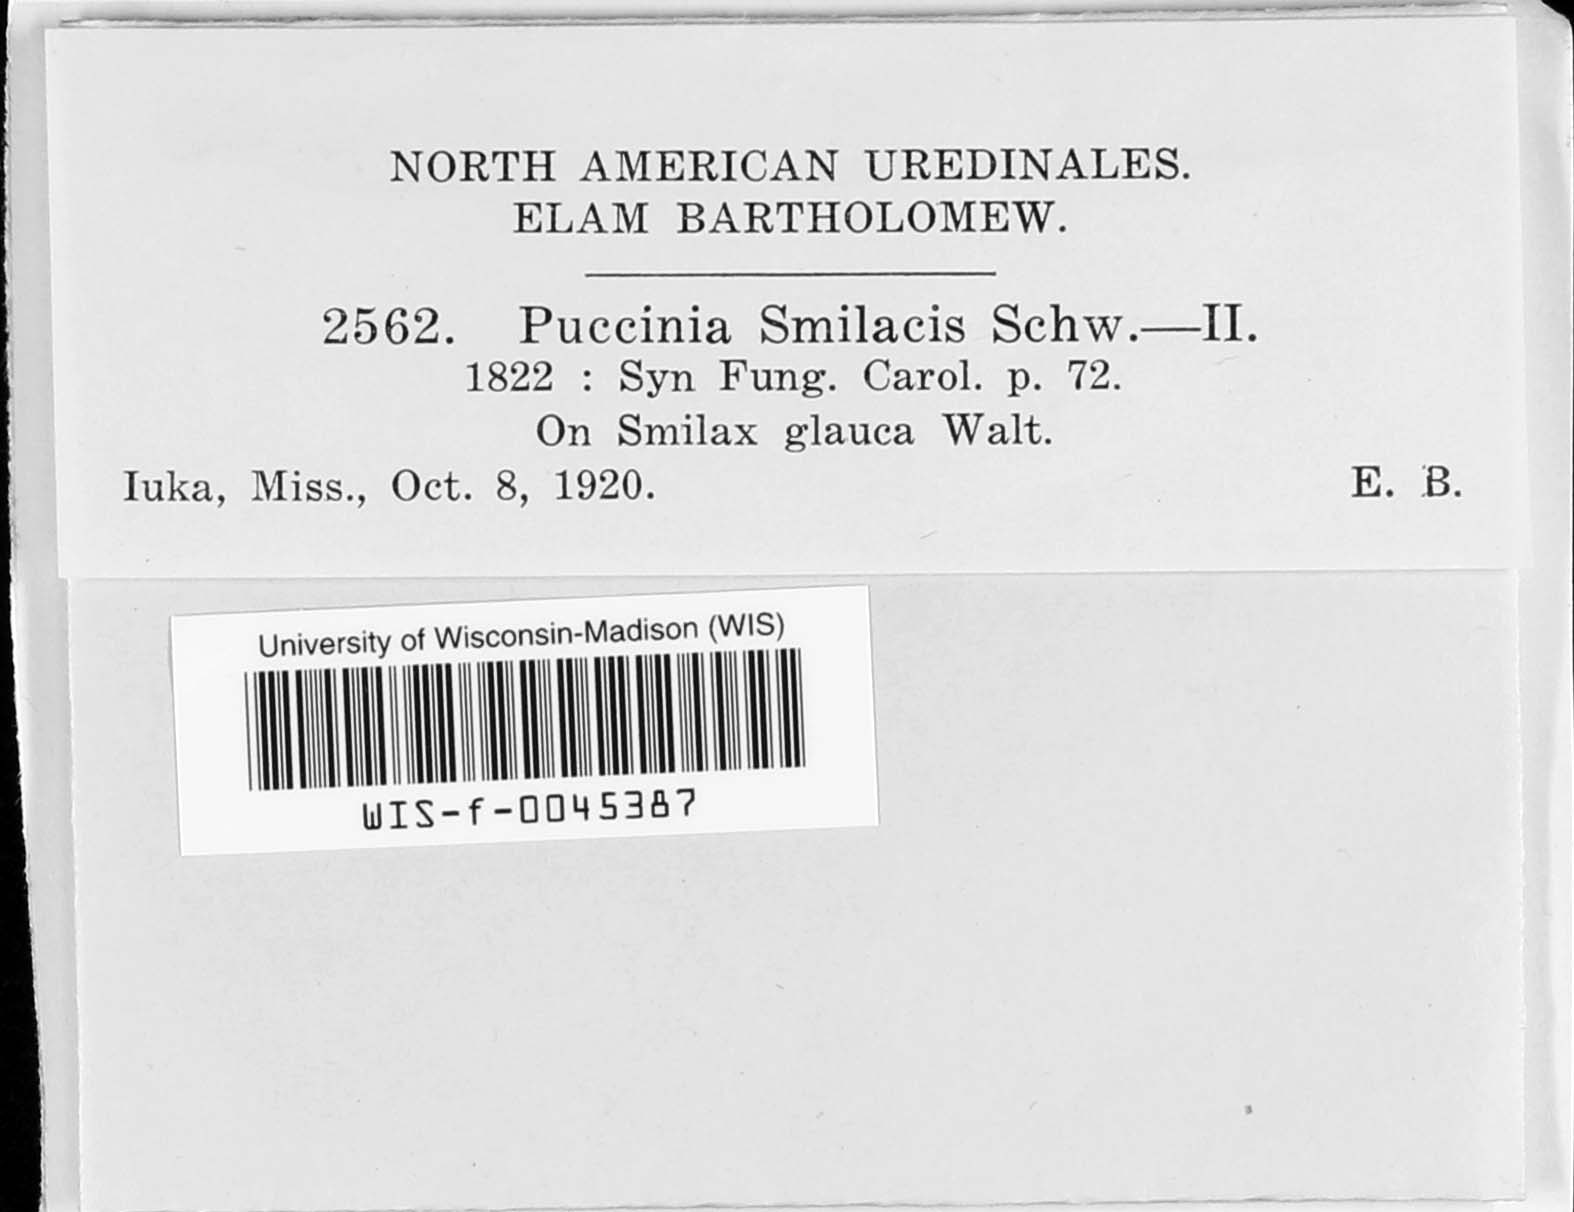 NORTH AMERICAN UREDINALES.
ELAM BARTHOLOMEW.
2562. Puccinia Smilacis Schw.—II.
1822 : Syn Fung. Carol. p. 72.
On Smilax glauca Walt.
Iuka, Miss., Oct. 8, 1920. E. B.
University of Wisconsin-Madison (WIS)
WIS-f-0045387